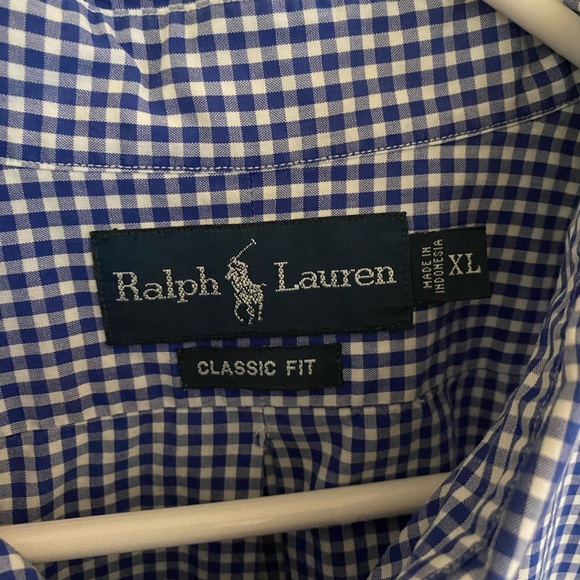 Ralph Lauren
MADE IN
INDONESIA
XL
CLASSIC FIT